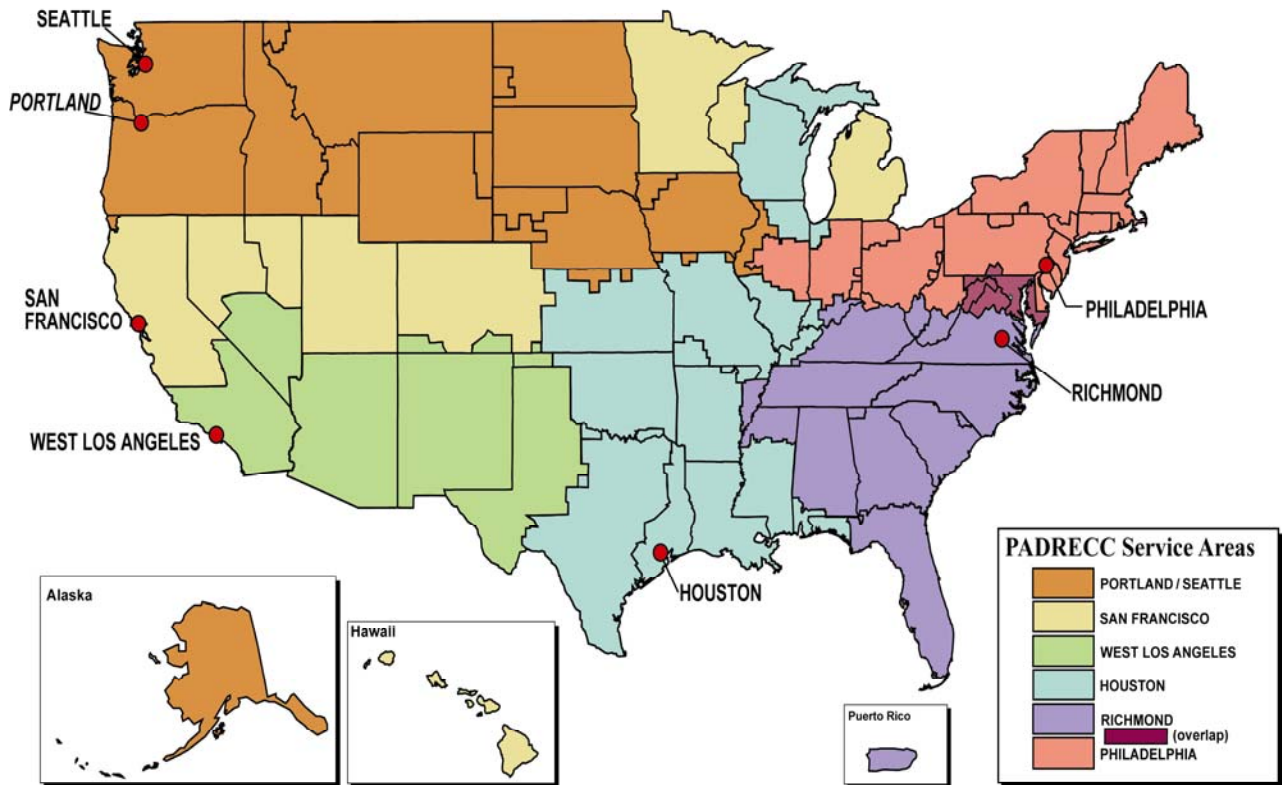 SEATTLE
PORTLAND
SAN
FRANCISCO
WEST LOS ANGELES
HOUSTON
PHILADELPHIA
RICHMOND
Alaska
Hawaii
Puerto Rico
PADRECC Service Areas
PORTLAND / SEATTLE
SAN FRANCISCO
WEST LOS ANGELES
HOUSTON
RICHMOND
(overlap)
PHILADELPHIA